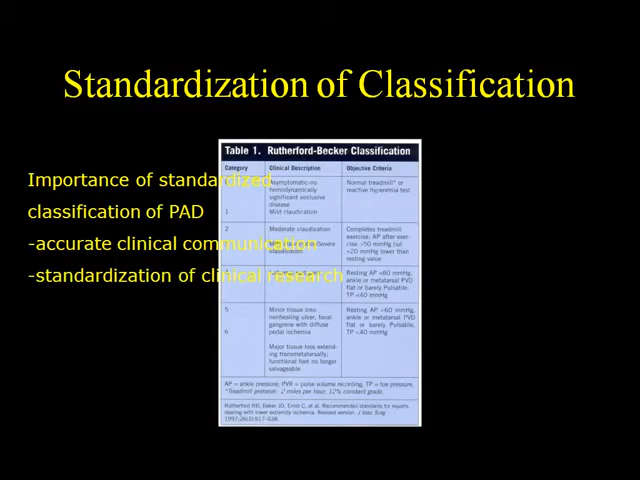 Standardization of Classification
Importance of standardized
classification of PAD
-accurate clinical communication
-standardization of clinical research
Table 1. Rutherford-Becker Classification
Category Clinical Description Objective Criteria
Asymptomatic-no
hemodynamically
significant occlusive
disease
Normal treadmill* or
reactive hyperemia test
1 Mild claudication
2 Moderate claudication
Completes treadmill
exercise; AP after exer-
cise >50 mmHg but
>20 mmHg lower than
resting value
claudication
Resting AP <60 mmHg,
ankle or metatarsal PVD
flat or barely Pulsatile,
TP <40 mmHg
5 Minor tissue loss-
nonhealing ulcer, focal
gangrene with diffuse
pedal ischemia
Resting AP <60 mmHg,
ankle or metatarsal PVD
flat or barely Pulsatile,
TP <40 mmHg
6
Major tissue loss extend-
ing transmetatarsally;
functional foot no longer
salvageable
AP = ankle pressure; PVR = pulse volume recording; TP = toe pressure.
*Treadmill protocol: 2 miles per hour, 12% constant grade.
Rutherford RB, Baker JD, Ernst C, et al. Recommended standards for reports
dealing with lower extremity ischemia. Revised version. J Vasc Surg
1997;26(3):517–538.